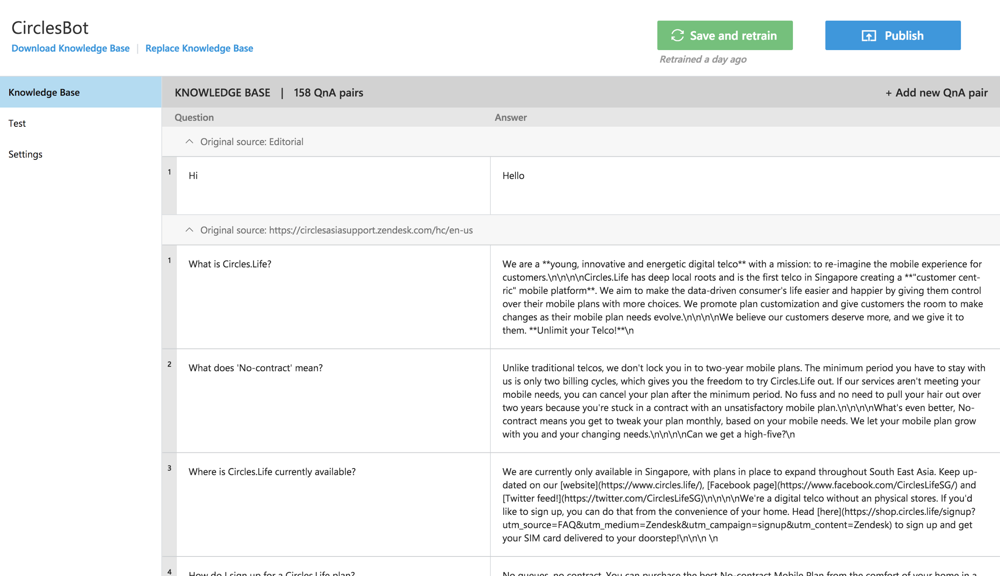 CirclesBot
Download Knowledge Base | Replace Knowledge Base
Save and retrain
Publish
Retrained a day ago
Knowledge Base
Test
Settings
KNOWLEDGE BASE | 158 QnA pairs
+ Add new QnA pair
Question
Answer
Original source: Editorial
1
Hi
Hello
Original source: https://circlesasiasupport.zendesk.com/hc/en-us
1
What is Circles.Life?
We are a **young, innovative and energetic digital telco** with a mission: to re-imagine the mobile experience for
customers.\n\n\n\nCircles.Life has deep local roots and is the first telco in Singapore creating a **"customer cent-
ric" mobile platform**. We aim to make the data-driven consumer's life easier and happier by giving them control
over their mobile plans with more choices. We promote plan customization and give customers the room to make
changes as their mobile plan needs evolve.\n\n\n\nWe believe our customers deserve more, and we give it to
them. **Unlimit your Telco!**\n
2
What does 'No-contract' mean?
Unlike traditional telcos, we don't lock you in to two-year mobile plans. The minimum period you have to stay with
us is only two billing cycles, which gives you the freedom to try Circles.Life out. If our services aren't meeting your
mobile needs, you can cancel your plan after the minimum period. No fuss and no need to pull your hair out over
two years because you're stuck in a contract with an unsatisfactory mobile plan.\n\n\n\nWhat's even better, No-
contract means you get to tweak your plan monthly, based on your mobile needs. We let your mobile plan grow
with you and your changing needs.\n\n\n\nCan we get a high-five?\n
3
Where is Circles.Life currently available?
We are currently only available in Singapore, with plans in place to expand throughout South East Asia. Keep up-
dated on our [website](https://www.circles.life/), [Facebook page](https://www.facebook.com/CirclesLifeSG/) and
[Twitter feed!](https://twitter.com/CirclesLifeSG)\n\n\n\nWe're a digital telco without an physical stores. If you'd
like to sign up, you can do that from the convenience of your home. Head [here](https://shop.circles.life/signup?
utm_source=FAQ&utm_medium=Zendesk&utm_campaign=signup&utm_content=Zendesk) to sign up and get
your SIM card delivered to your doorstep!\n\n\n \n
4
How do I sign up for a Circles.Life plan?
No queues, no contract. You can purchase the best No-contract Mobile Plan from the comfort of your home in a